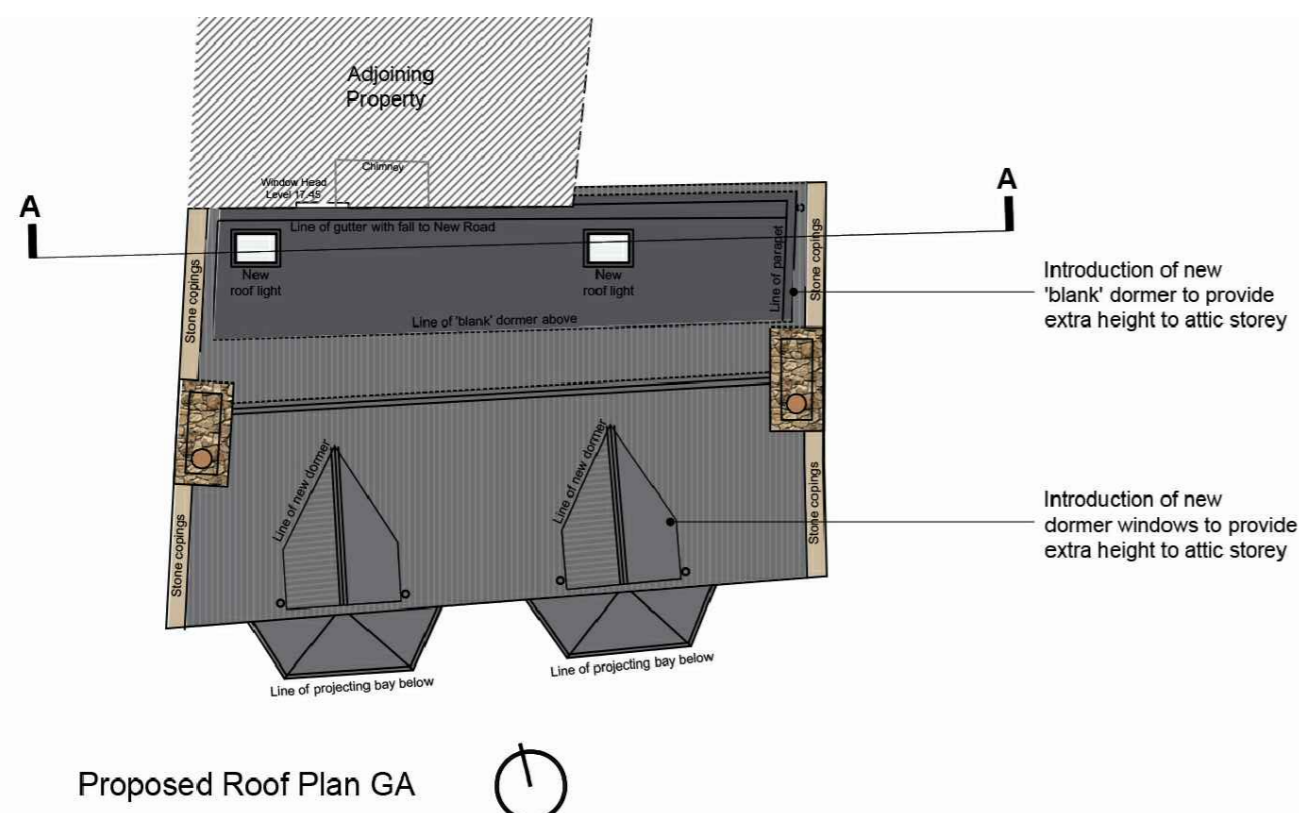 Adjoining
Property
Chimney
Window Head
Level 17.45
A
A
Line of gutter with fall to New Road
New
roof light
New
roof light
Line of parapet
Stone copings
Stone copings
Line of 'blank' dormer above
Introduction of new
'blank' dormer to provide
extra height to attic storey
Line of new dormer
Line of new dormer
Stone copings
Stone copings
Introduction of new
dormer windows to provide
extra height to attic storey
Line of projecting bay below
Line of projecting bay below
Proposed Roof Plan GA